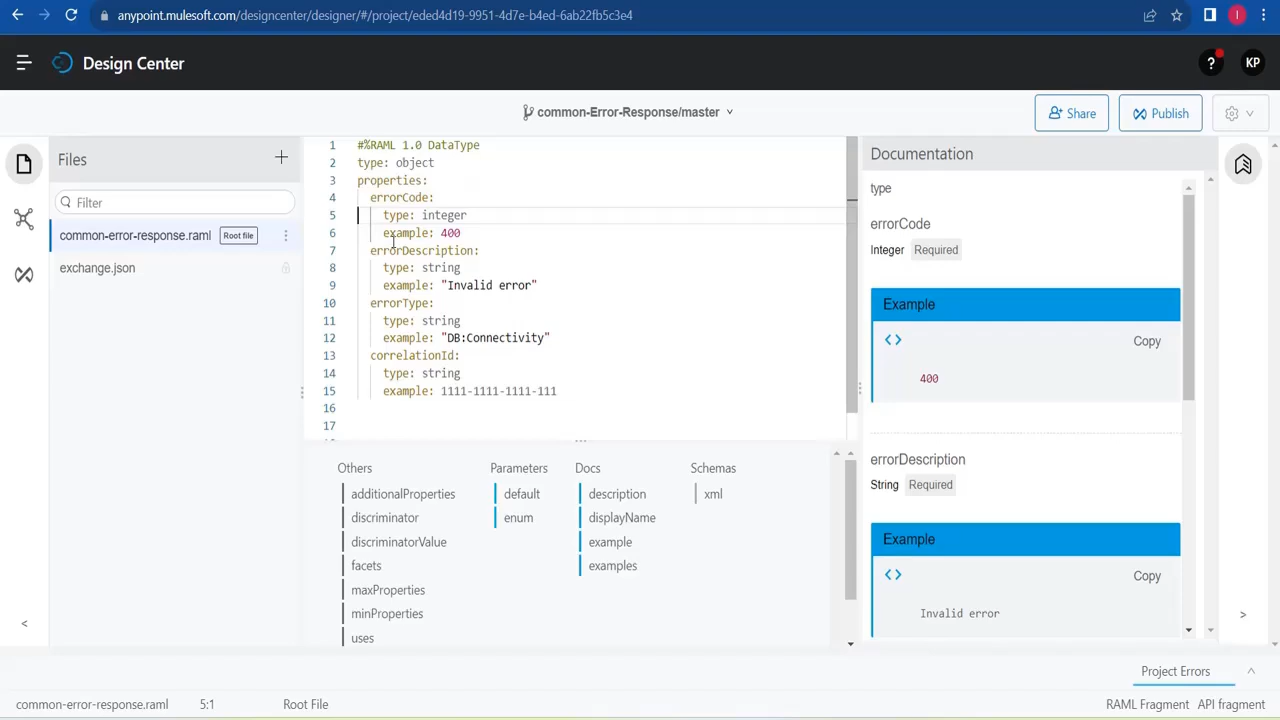 anypoint.mulesoft.com/designcenter/designer/#/project/eded4d19-9951-4d7e-b4ed-6ab22fb5c3e4
I
Design Center
?
KP
common-Error-Response/master
Share
Publish
Files
Filter
common-error-response.raml
Root file
exchange.json
1 #%RAML 1.0 DataType
2 type: object
3 properties:
4 errorCode:
5 type: integer
6 example: 400
7 errorDescription:
8 type: string
9 example: "Invalid error"
10 errorType:
11 type: string
12 example: "DB:Connectivity"
13 correlationId:
14 type: string
15 example: 1111-1111-1111-111
16
17
Others Parameters Docs Schemas
additionalProperties default description xml
discriminator enum displayName
discriminatorValue example
facets examples
maxProperties
minProperties
uses
Documentation
type
errorCode
Integer Required
Example
<> Copy
400
errorDescription
String Required
Example
<> Copy
Invalid error
<
>
Project Errors
common-error-response.raml 5:1 Root File RAML Fragment API fragment